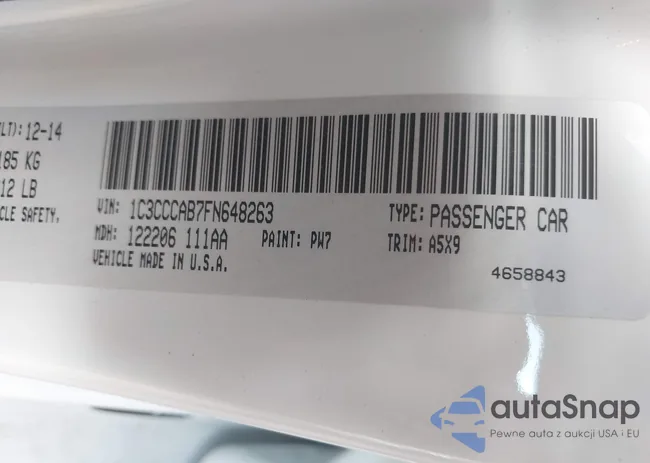 LT): 12-14
185 KG
12 LB
CLE SAFETY.
VIN: 1C3CCCAB7FN648263
TYPE: PASSENGER CAR
MDH: 122206 111AA
PAINT: PW7
TRIM: A5X9
VEHICLE MADE IN U.S.A.
4658843
autaSnap
Pewne auta z aukcji USA i EU